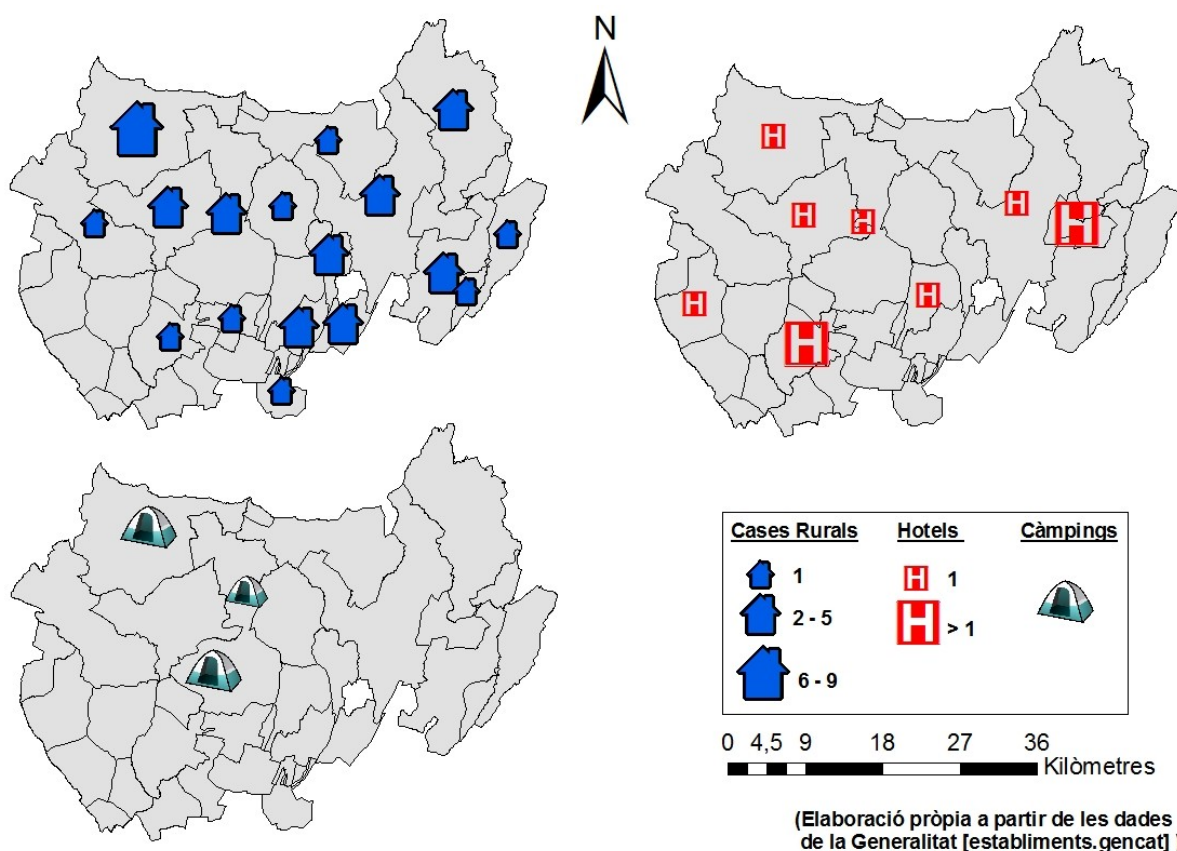 N
H
H
H
H
H
H
H
H
Cases Rurals Hotels Càmpings
1 H 1
2 - 5 H > 1
6 - 9
0 4,5 9 18 27 36
Kilòmetres
(Elaboració pròpia a partir de les dades
de la Generalitat [establiments.gencat] )